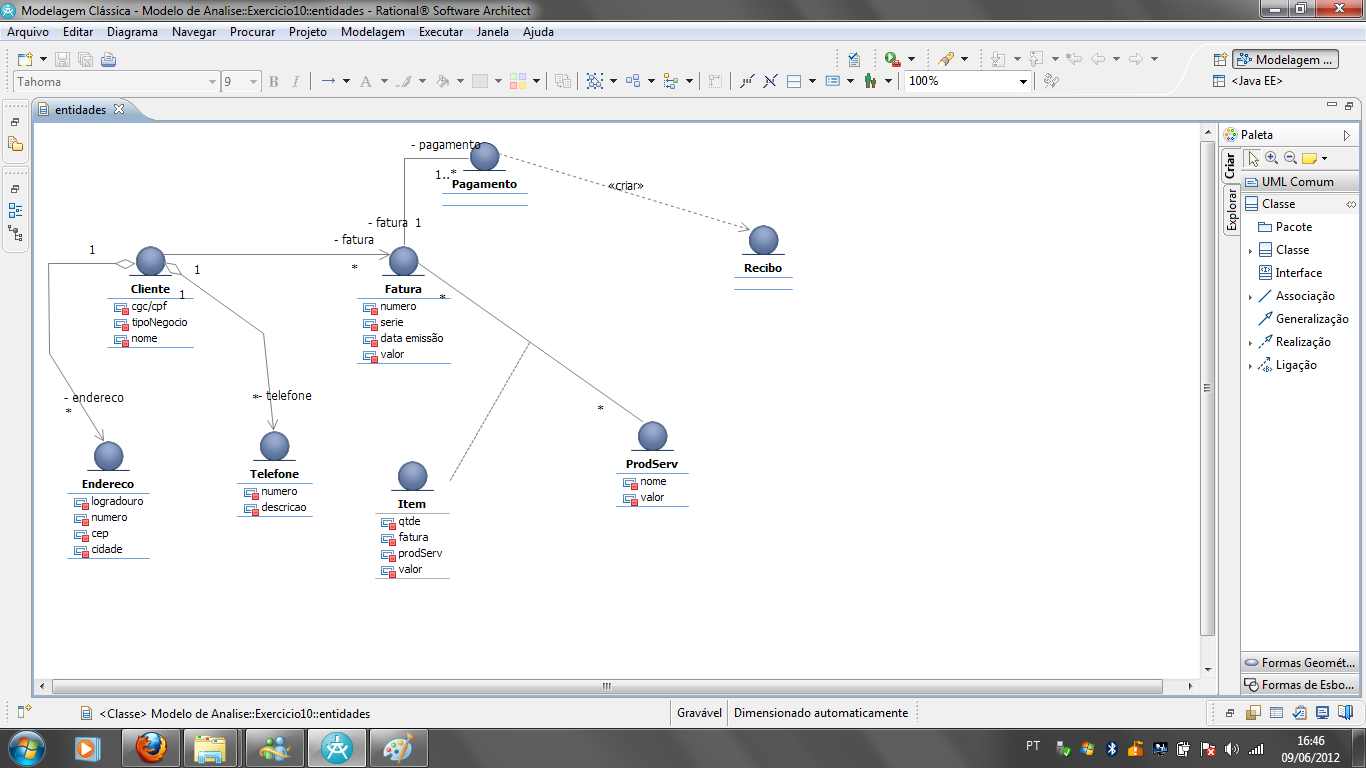 Modelagem Clássica - Modelo de Analise::Exercicio10::entidades - Rational® Software Architect
Arquivo Editar Diagrama Navegar Procurar Projeto Modelagem Executar Janela Ajuda
Modelagem ...
Tahoma 9 B I A 100% <Java EE>
entidades
Paleta
- pagamento
1..*
Pagamento
«criar»
Criar
Explorar
UML Comum
Classe
Pacote
Classe
Interface
Associação
Generalização
Realização
Ligação
- fatura 1
- fatura
*
1
1
1
Recibo
Cliente
cgc/cpf
tipoNegocio
nome
Fatura
*
numero
serie
data emissão
valor
- endereco
*
*- telefone
*
ProdServ
nome
valor
Endereco
logradouro
numero
cep
cidade
Telefone
numero
descricao
Item
qtde
fatura
prodServ
valor
Formas Geomét...
Formas de Esbo...
<Classe> Modelo de Analise::Exercicio10::entidades
Gravável
Dimensionado automaticamente
PT
16:46
09/06/2012